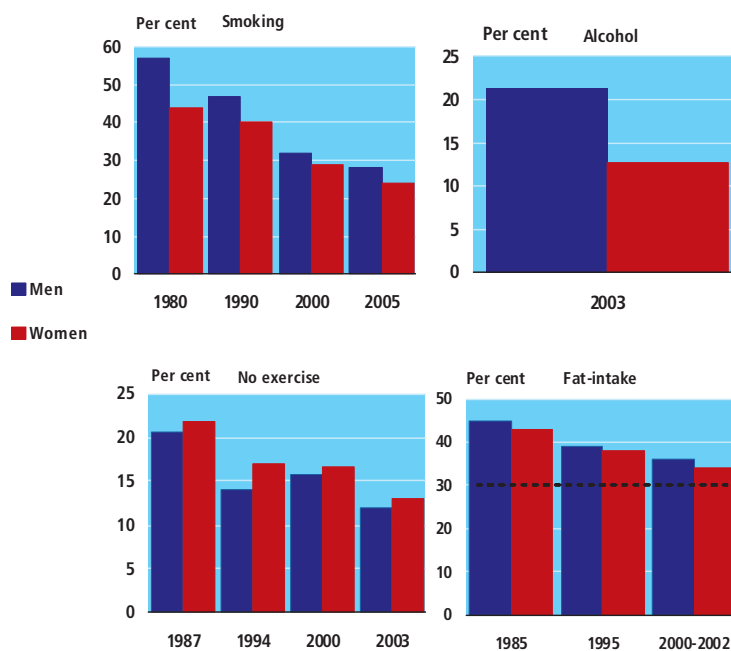 Per cent Smoking
60
50
40
30
20
10
0
1980 1990 2000 2005
Per cent Alcohol
25
20
15
10
5
0
2003
Men
Women
Per cent No exercise
25
20
15
10
5
0
1987 1994 2000 2003
Per cent Fat-intake
50
40
30
20
10
0
1985 1995 2000-2002